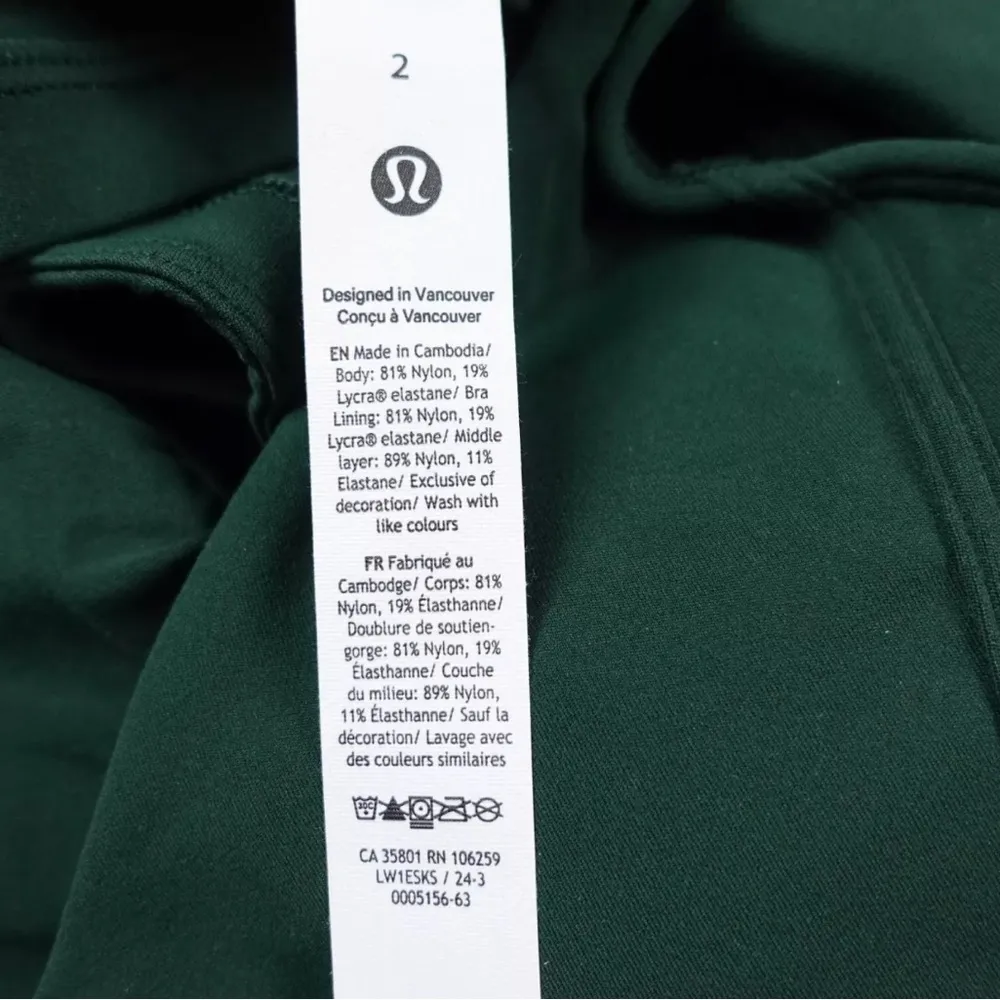 2
Designed in Vancouver
Conçu à Vancouver
EN Made in Cambodia/
Body: 81% Nylon, 19%
Lycra® elastane/ Bra
Lining: 81% Nylon, 19%
Lycra® elastane/ Middle
layer: 89% Nylon, 11%
Elastane/ Exclusive of
decoration/ Wash with
like colours
FR Fabriqué au
Cambodge/ Corps: 81%
Nylon, 19% Élasthanne/
Doublure de soutien-
gorge: 81% Nylon, 19%
Élasthanne/ Couche
du milieu: 89% Nylon,
11% Élasthanne/ Sauf la
décoration/ Lavage avec
des couleurs similaires
30C
CA 35801 RN 106259
LW1ESKS / 24-3
0005156-63